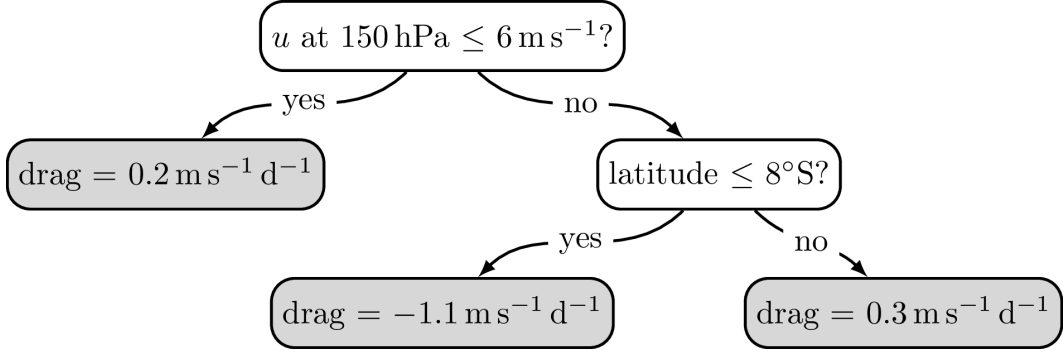 u at 150 hPa ≤ 6 m s⁻¹?
yes
no
drag = 0.2 m s⁻¹ d⁻¹
latitude ≤ 8°S?
yes
no
drag = −1.1 m s⁻¹ d⁻¹
drag = 0.3 m s⁻¹ d⁻¹